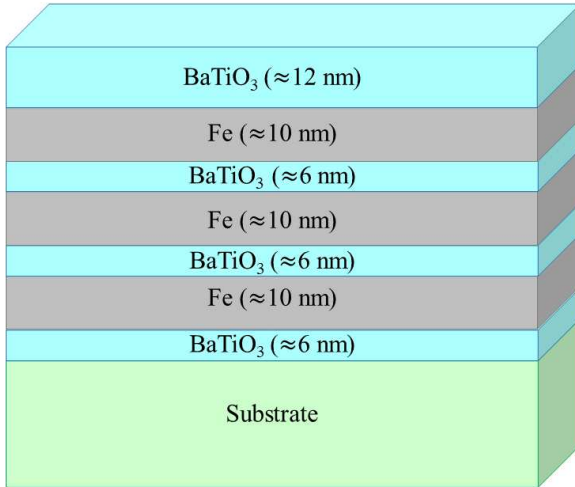 BaTiO₃ (≈12 nm)
Fe (≈10 nm)
BaTiO₃ (≈6 nm)
Fe (≈10 nm)
BaTiO₃ (≈6 nm)
Fe (≈10 nm)
BaTiO₃ (≈6 nm)
Substrate